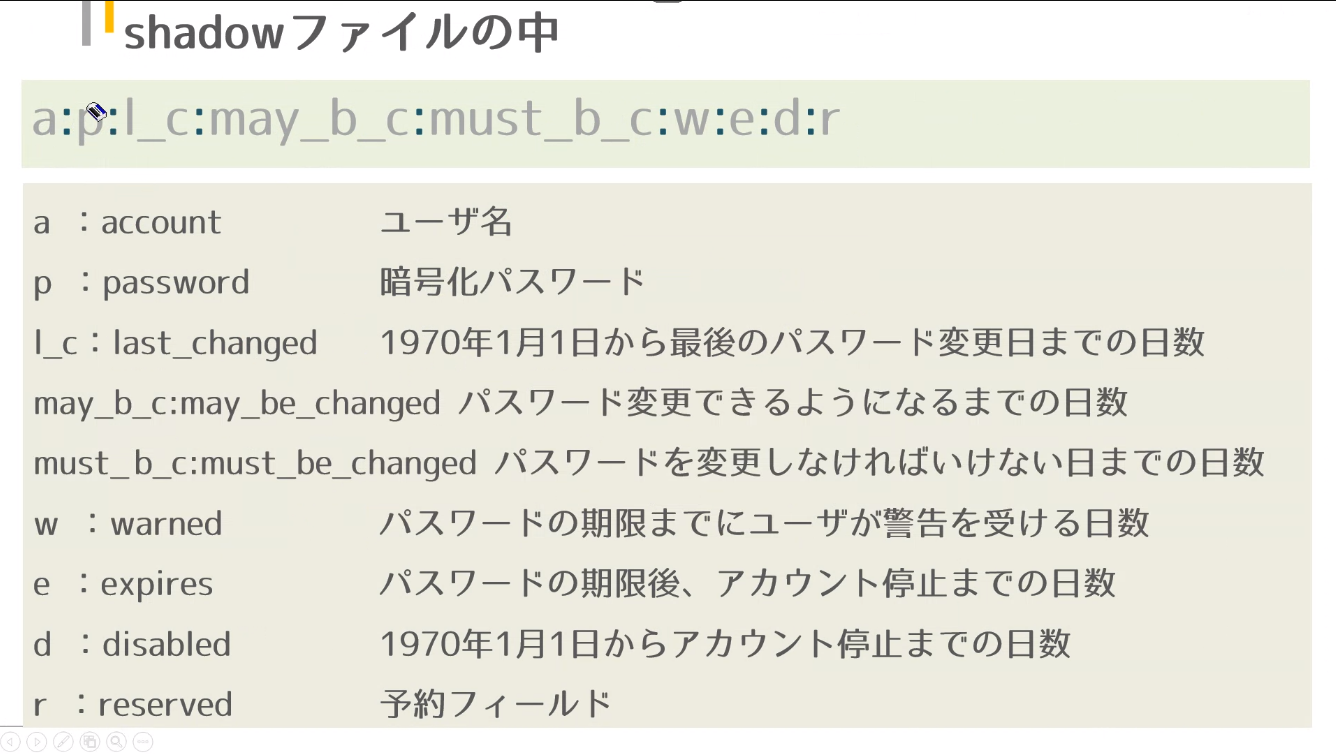 shadowファイルの中
a:p:l_c:may_b_c:must_b_c:w:e:d:r
a ：account ユーザ名
p ：password 暗号化パスワード
l_c：last_changed 1970年1月1日から最後のパスワード変更日までの日数
may_b_c:may_be_changed パスワード変更できるようになるまでの日数
must_b_c:must_be_changed パスワードを変更しなければいけない日までの日数
w ：warned パスワードの期限までにユーザが警告を受ける日数
e ：expires パスワードの期限後、アカウント停止までの日数
d ：disabled 1970年1月1日からアカウント停止までの日数
r ：reserved 予約フィールド